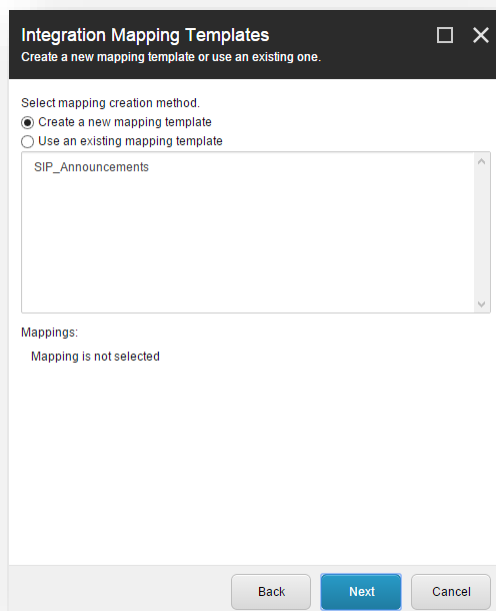 Integration Mapping Templates
Create a new mapping template or use an existing one.
Select mapping creation method.
Create a new mapping template
Use an existing mapping template
SIP_Announcements
Mappings:
Mapping is not selected
Back Next Cancel